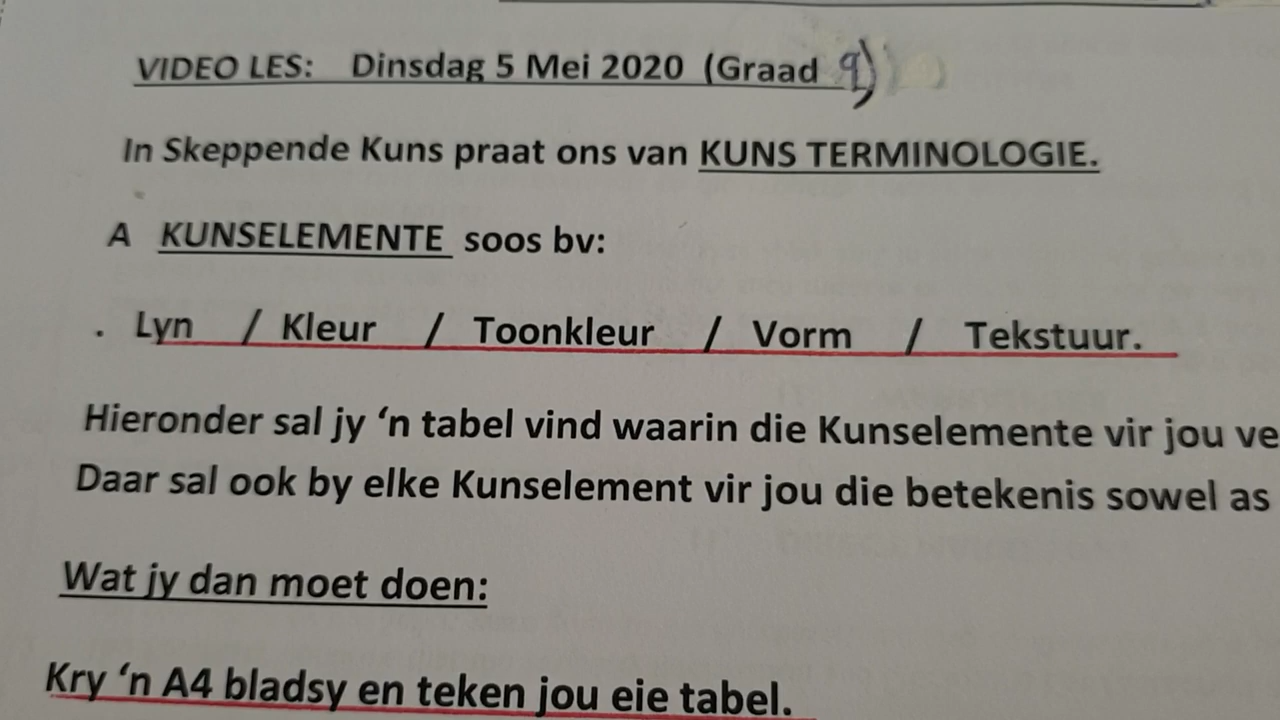 VIDEO LES: Dinsdag 5 Mei 2020 (Graad 9)
In Skeppende Kuns praat ons van KUNS TERMINOLOGIE.
A KUNSELEMENTE soos bv:
. Lyn / Kleur / Toonkleur / Vorm / Tekstuur.
Hieronder sal jy ‘n tabel vind waarin die Kunselemente vir jou ve
Daar sal ook by elke Kunselement vir jou die betekenis sowel as
Wat jy dan moet doen:
Kry ‘n A4 bladsy en teken jou eie tabel.